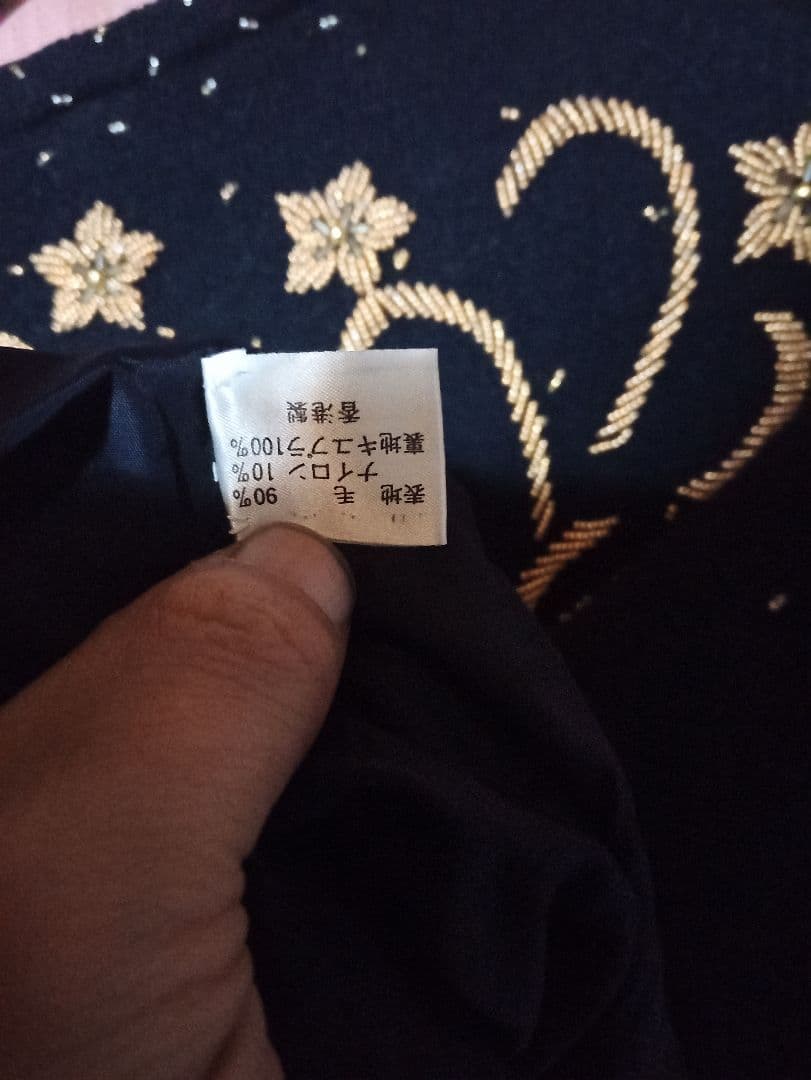 表地 毛 90%
ナイロン 10%
裏地キュプラ100%
香港製